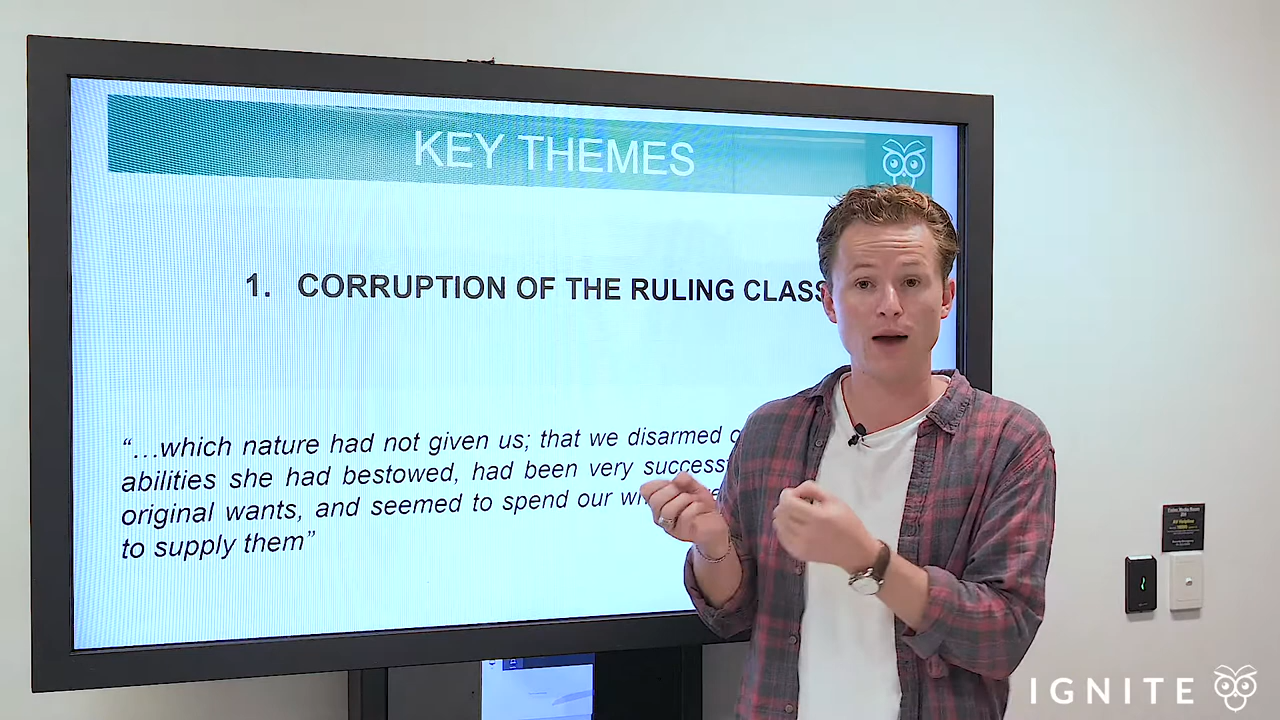 KEY THEMES
1. CORRUPTION OF THE RULING CLASS
“…which nature had not given us; that we disarmed
abilities she had bestowed, had been very
original wants, and seemed to spend our
to supply them”
IGNITE